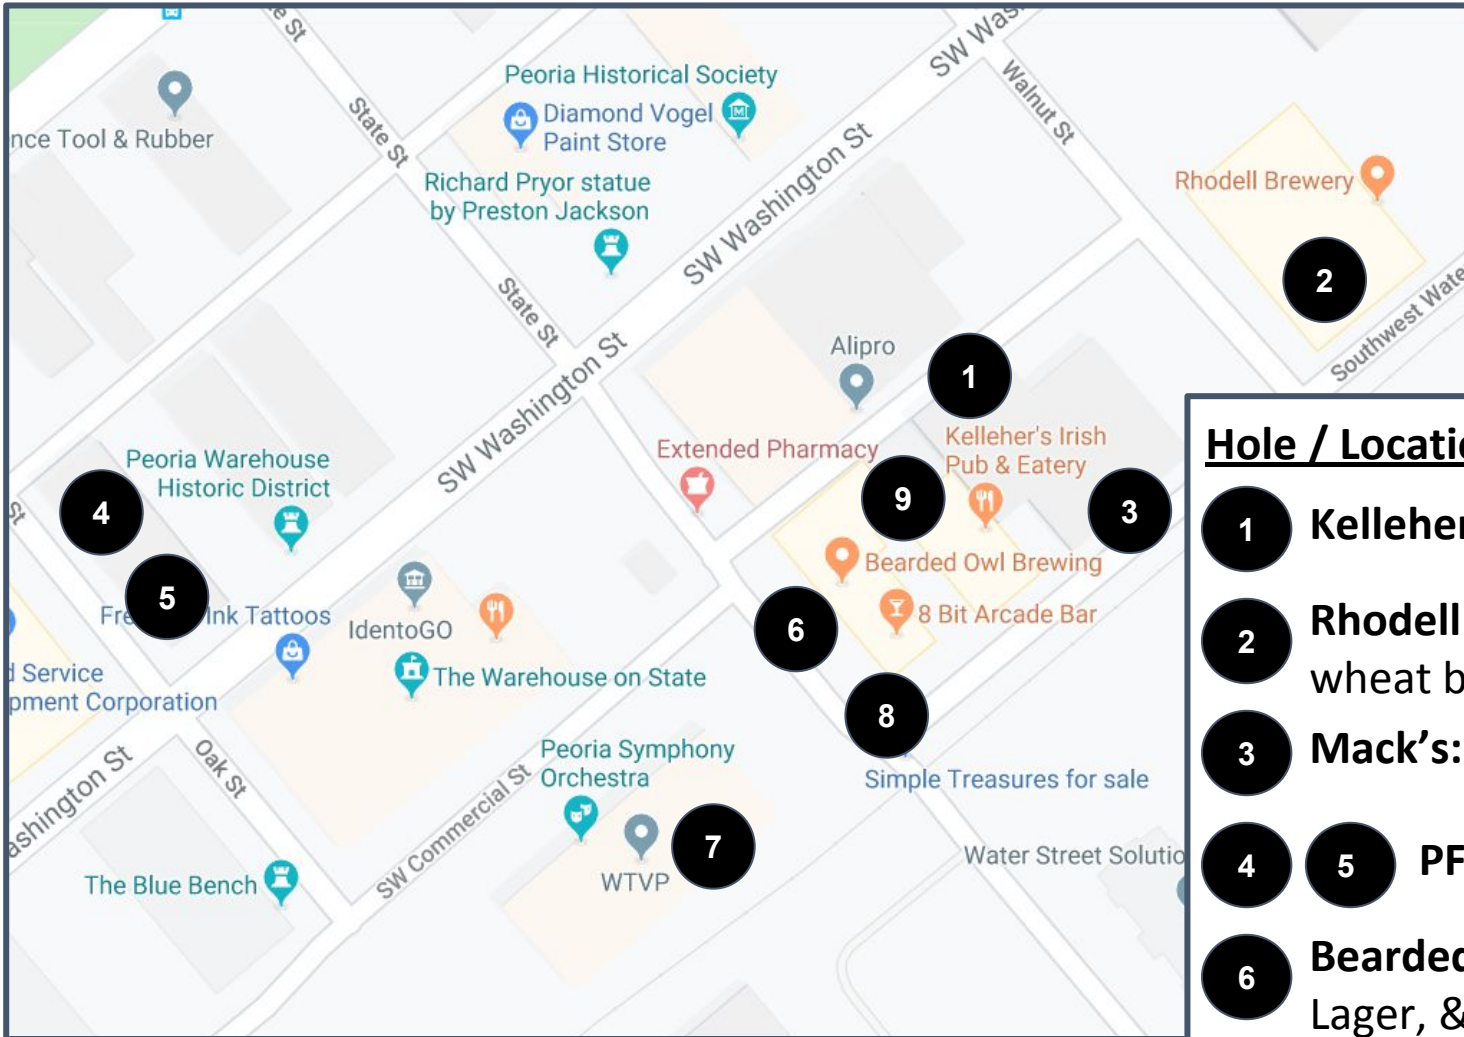 e St
SW Was
Peoria Historical Society
Diamond Vogel
Paint Store
Walnut St
nce Tool & Rubber
State St
Richard Pryor statue
by Preston Jackson
SW Washington St
Rhodell Brewery
2
State St
Southwest Wate
Alipro
1
SW Washington St
Extended Pharmacy
Kelleher's Irish
Pub & Eatery
Peoria Warehouse
Historic District
4
St
9
3
Bearded Owl Brewing
5
Fre
Ink Tattoos
IdentoGO
8 Bit Arcade Bar
6
d Service
pment Corporation
The Warehouse on State
8
Oak St
Peoria Symphony
Orchestra
Simple Treasures for sale
ashington St
SW Commercial St
7
WTVP
The Blue Bench
Water Street Solutio
Hole / Locatio
1 Kelleher
2 Rhodell
wheat b
3 Mack's:
4 5 PF
6 Bearded
Lager, &